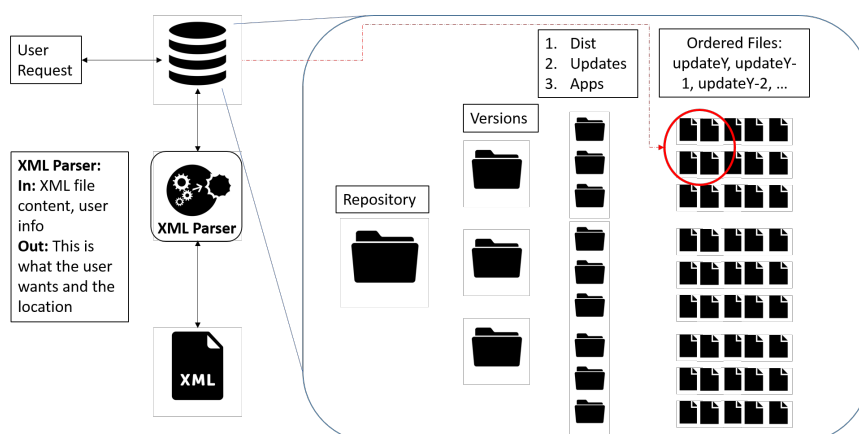 User
Request
XML Parser:
In: XML file
content, user
info
Out: This is
what the user
wants and the
location
XML Parser
XML
Repository
Versions
1. Dist
2. Updates
3. Apps
Ordered Files:
updateY, updateY-
1, updateY-2, ...